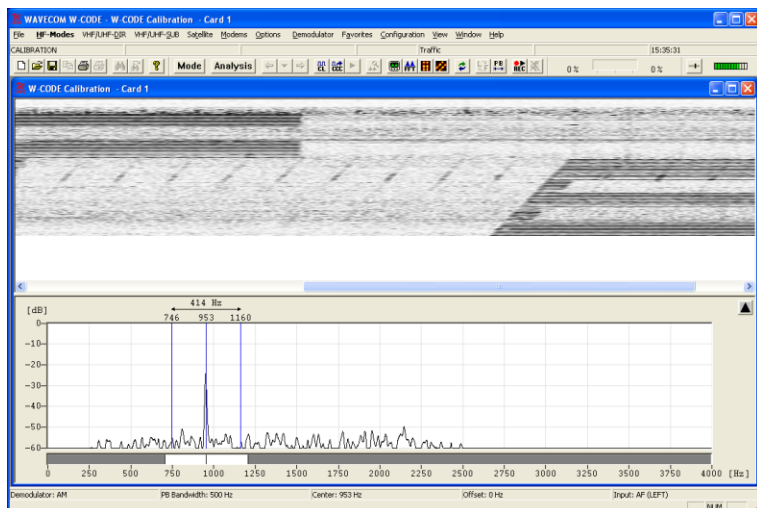 WAVECOM W-CODE - W-CODE Calibration - Card 1
File HF-Modes VHF/UHF-DIR VHF/UHF-SUB Satellite Modems Options Demodulator Favorites Configuration View Window Help
CALIBRATION Traffic 15:35:31
Mode Analysis PB REC 0 % 0 %
W-CODE Calibration - Card 1
414 Hz
[dB] 746 953 1160
0
-10
-20
-30
-40
-50
-60
0 250 500 750 1000 1250 1500 1750 2000 2250 2500 2750 3000 3250 3500 3750 4000 [Hz]
Demodulator: AM PB Bandwidth: 500 Hz Center: 953 Hz Offset: 0 Hz Input: AF (LEFT)
NUM